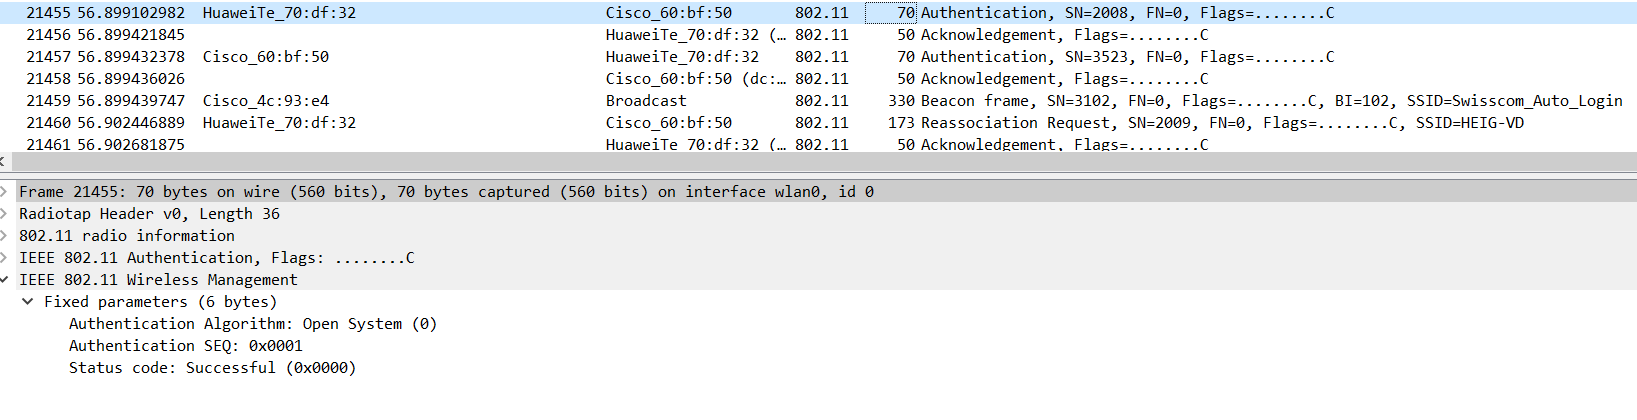 21455 56.899102982 HuaweiTe_70:df:32 Cisco_60:bf:50 802.11 70 Authentication, SN=2008, FN=0, Flags=........C
21456 56.899421845 HuaweiTe_70:df:32 (… 802.11 50 Acknowledgement, Flags=........C
21457 56.899432378 Cisco_60:bf:50 HuaweiTe_70:df:32 802.11 70 Authentication, SN=3523, FN=0, Flags=........C
21458 56.899436026 Cisco_60:bf:50 (dc:… 802.11 50 Acknowledgement, Flags=........C
21459 56.899439747 Cisco_4c:93:e4 Broadcast 802.11 330 Beacon frame, SN=3102, FN=0, Flags=........C, BI=102, SSID=Swisscom_Auto_Login
21460 56.902446889 HuaweiTe_70:df:32 Cisco_60:bf:50 802.11 173 Reassociation Request, SN=2009, FN=0, Flags=........C, SSID=HEIG-VD
21461 56.902681875 HuaweiTe_70:df:32 (… 802.11 50 Acknowledgement, Flags=........C
Frame 21455: 70 bytes on wire (560 bits), 70 bytes captured (560 bits) on interface wlan0, id 0
Radiotap Header v0, Length 36
802.11 radio information
IEEE 802.11 Authentication, Flags: ........C
IEEE 802.11 Wireless Management
Fixed parameters (6 bytes)
Authentication Algorithm: Open System (0)
Authentication SEQ: 0x0001
Status code: Successful (0x0000)